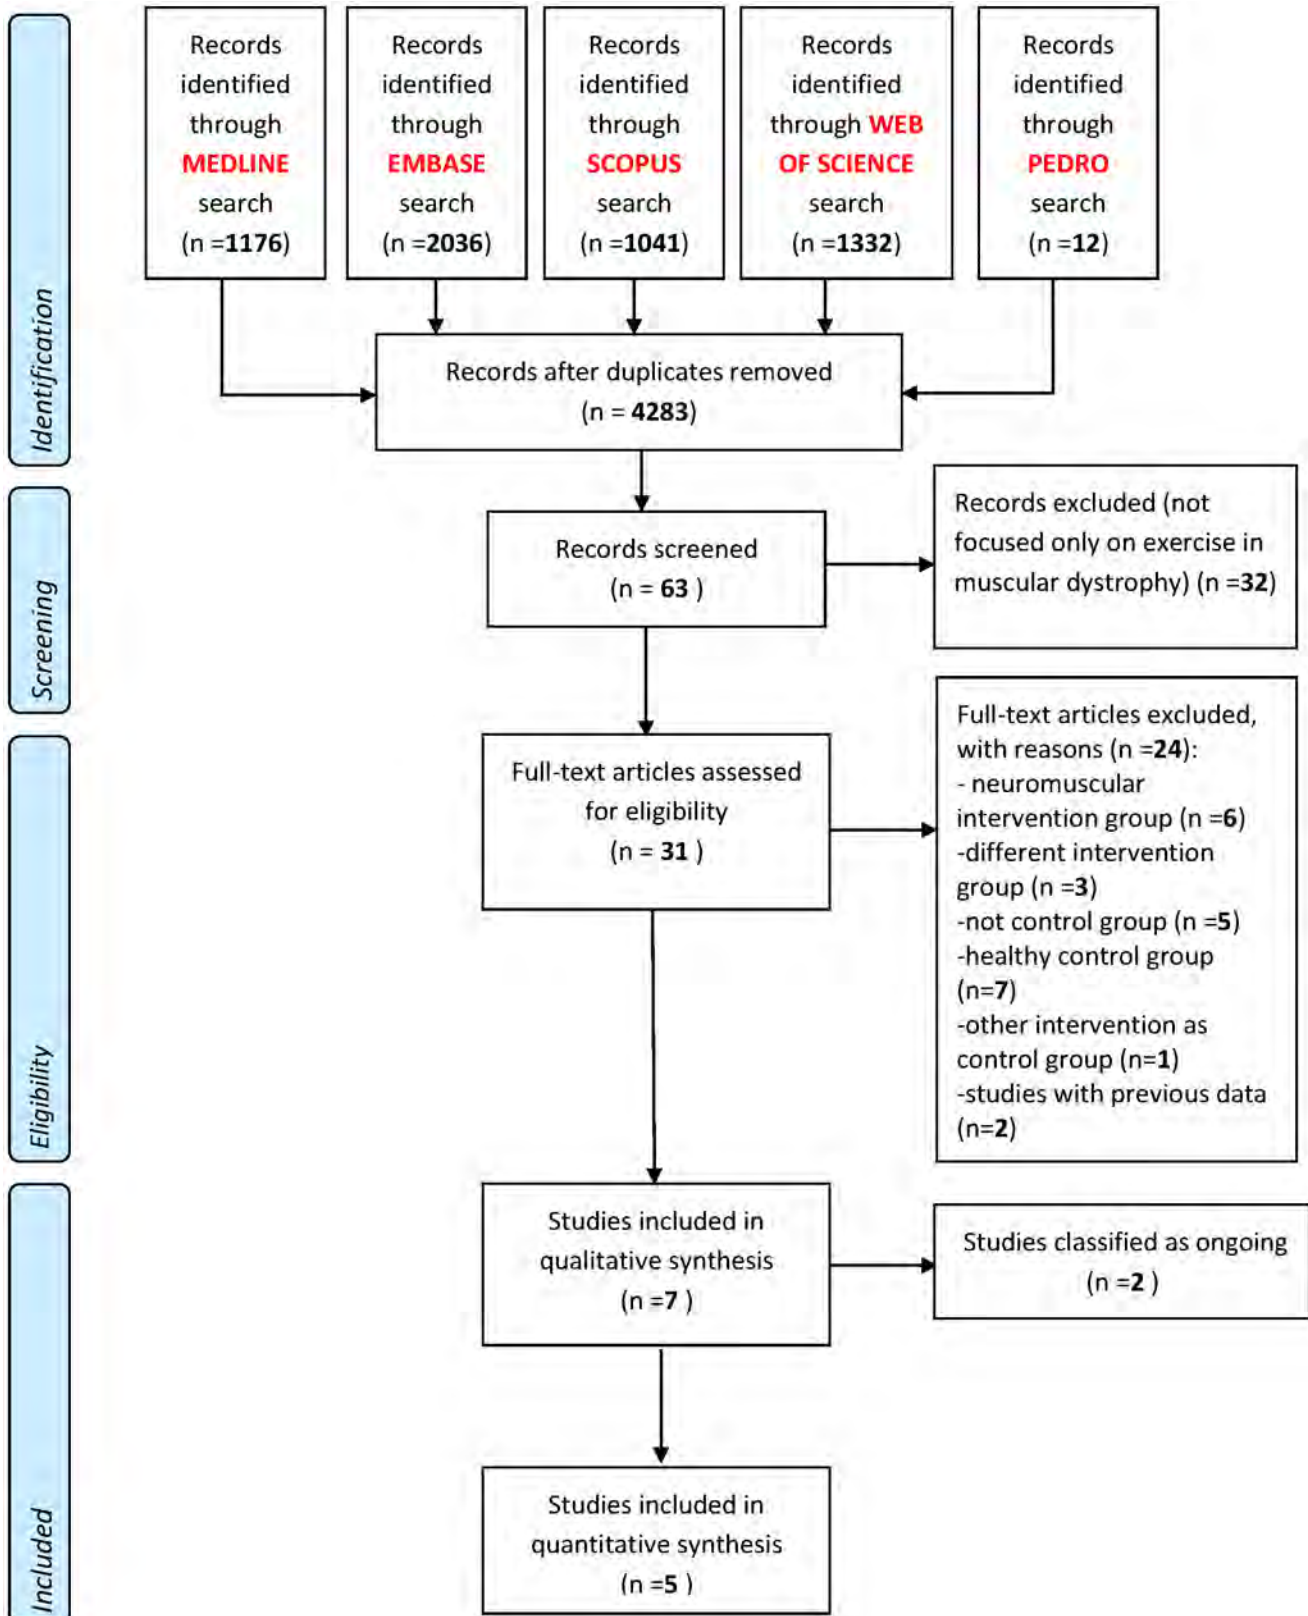 Identification
Records
identified
through
MEDLINE
search
(n =1176)
Records
identified
through
EMBASE
search
(n =2036)
Records
identified
through
SCOPUS
search
(n =1041)
Records
identified
through WEB
OF SCIENCE
search
(n =1332)
Records
identified
through
PEDRO
search
(n =12)
Records after duplicates removed
(n = 4283)
Screening
Records screened
(n = 63 )
Records excluded (not
focused only on exercise in
muscular dystrophy) (n =32)
Eligibility
Full-text articles assessed
for eligibility
(n = 31 )
Full-text articles excluded,
with reasons (n =24):
- neuromuscular
intervention group (n =6)
-different intervention
group (n =3)
-not control group (n =5)
-healthy control group
(n=7)
-other intervention as
control group (n=1)
-studies with previous data
(n=2)
Included
Studies included in
qualitative synthesis
(n =7 )
Studies classified as ongoing
(n =2 )
Studies included in
quantitative synthesis
(n =5 )